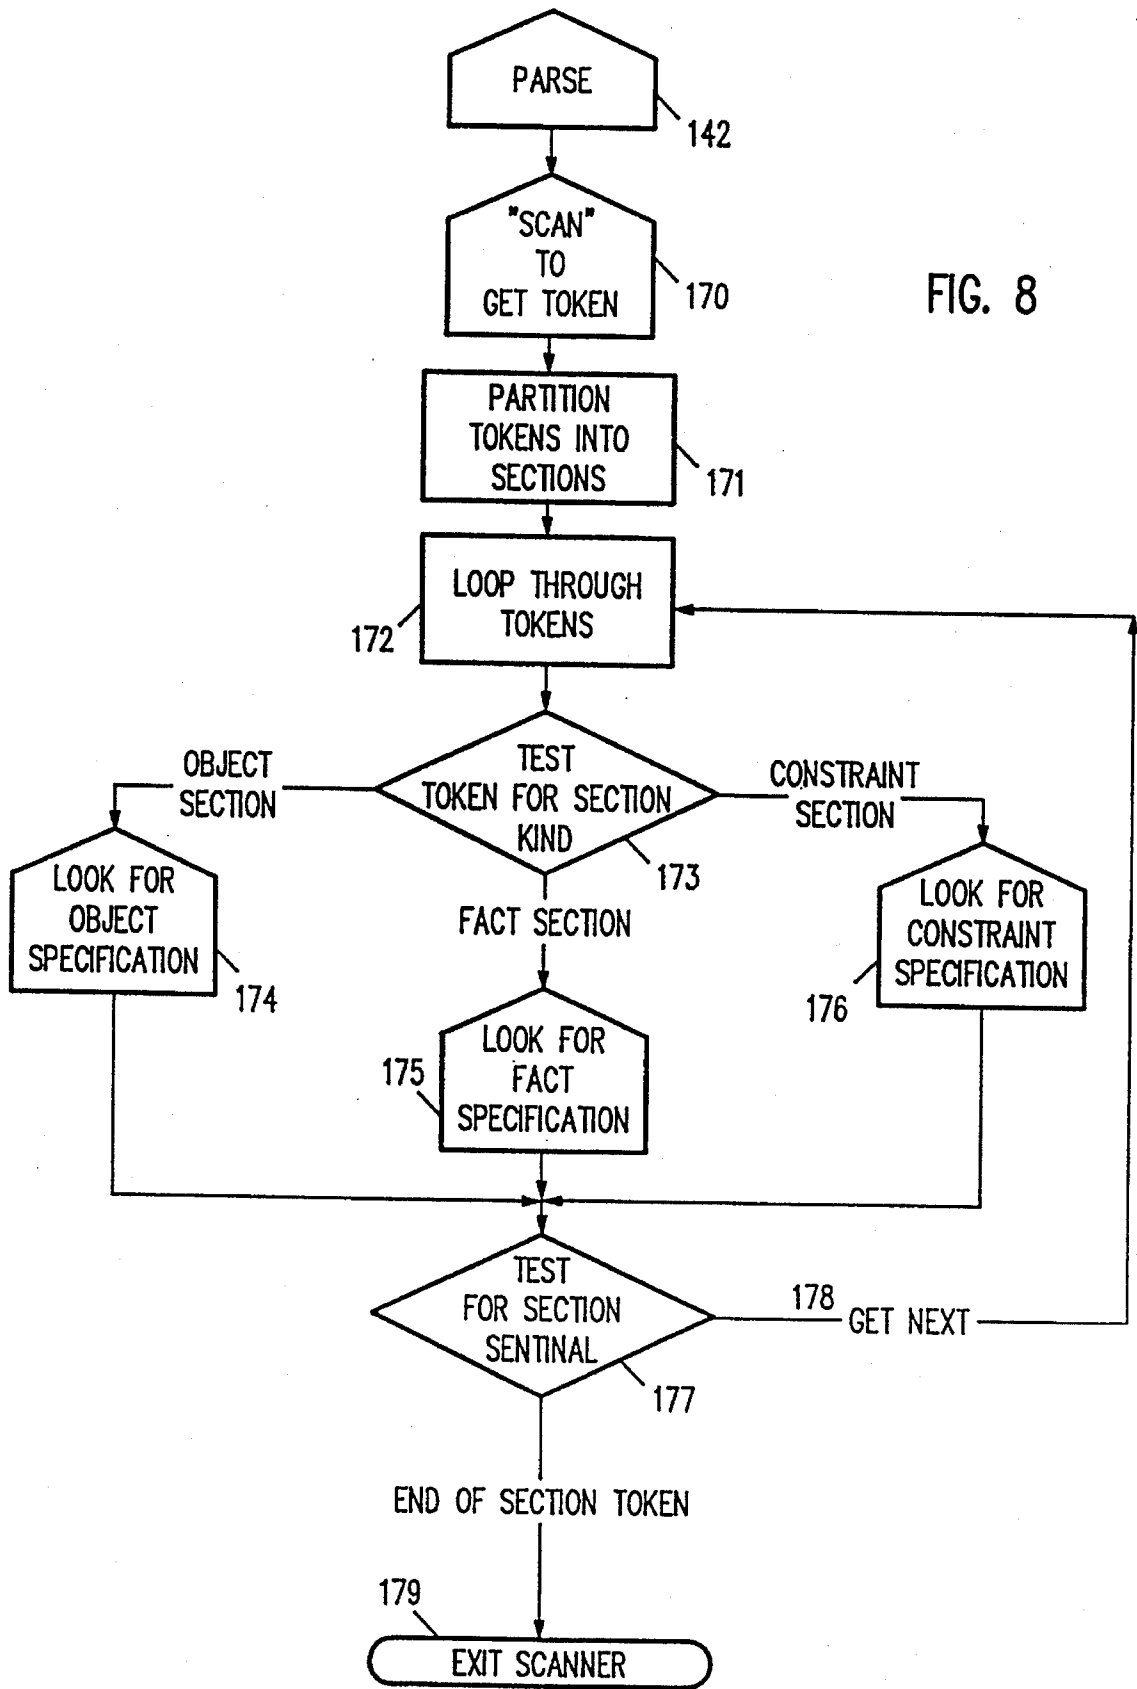 PARSE
142
"SCAN"
TO
GET TOKEN
170
FIG. 8
PARTITION
TOKENS INTO
SECTIONS
171
LOOP THROUGH
TOKENS
172
TEST
TOKEN FOR SECTION
KIND
173
OBJECT
SECTION
CONSTRAINT
SECTION
FACT SECTION
LOOK FOR
OBJECT
SPECIFICATION
174
LOOK FOR
FACT
SPECIFICATION
175
LOOK FOR
CONSTRAINT
SPECIFICATION
176
TEST
FOR SECTION
SENTINAL
177
178
GET NEXT
END OF SECTION TOKEN
179
EXIT SCANNER